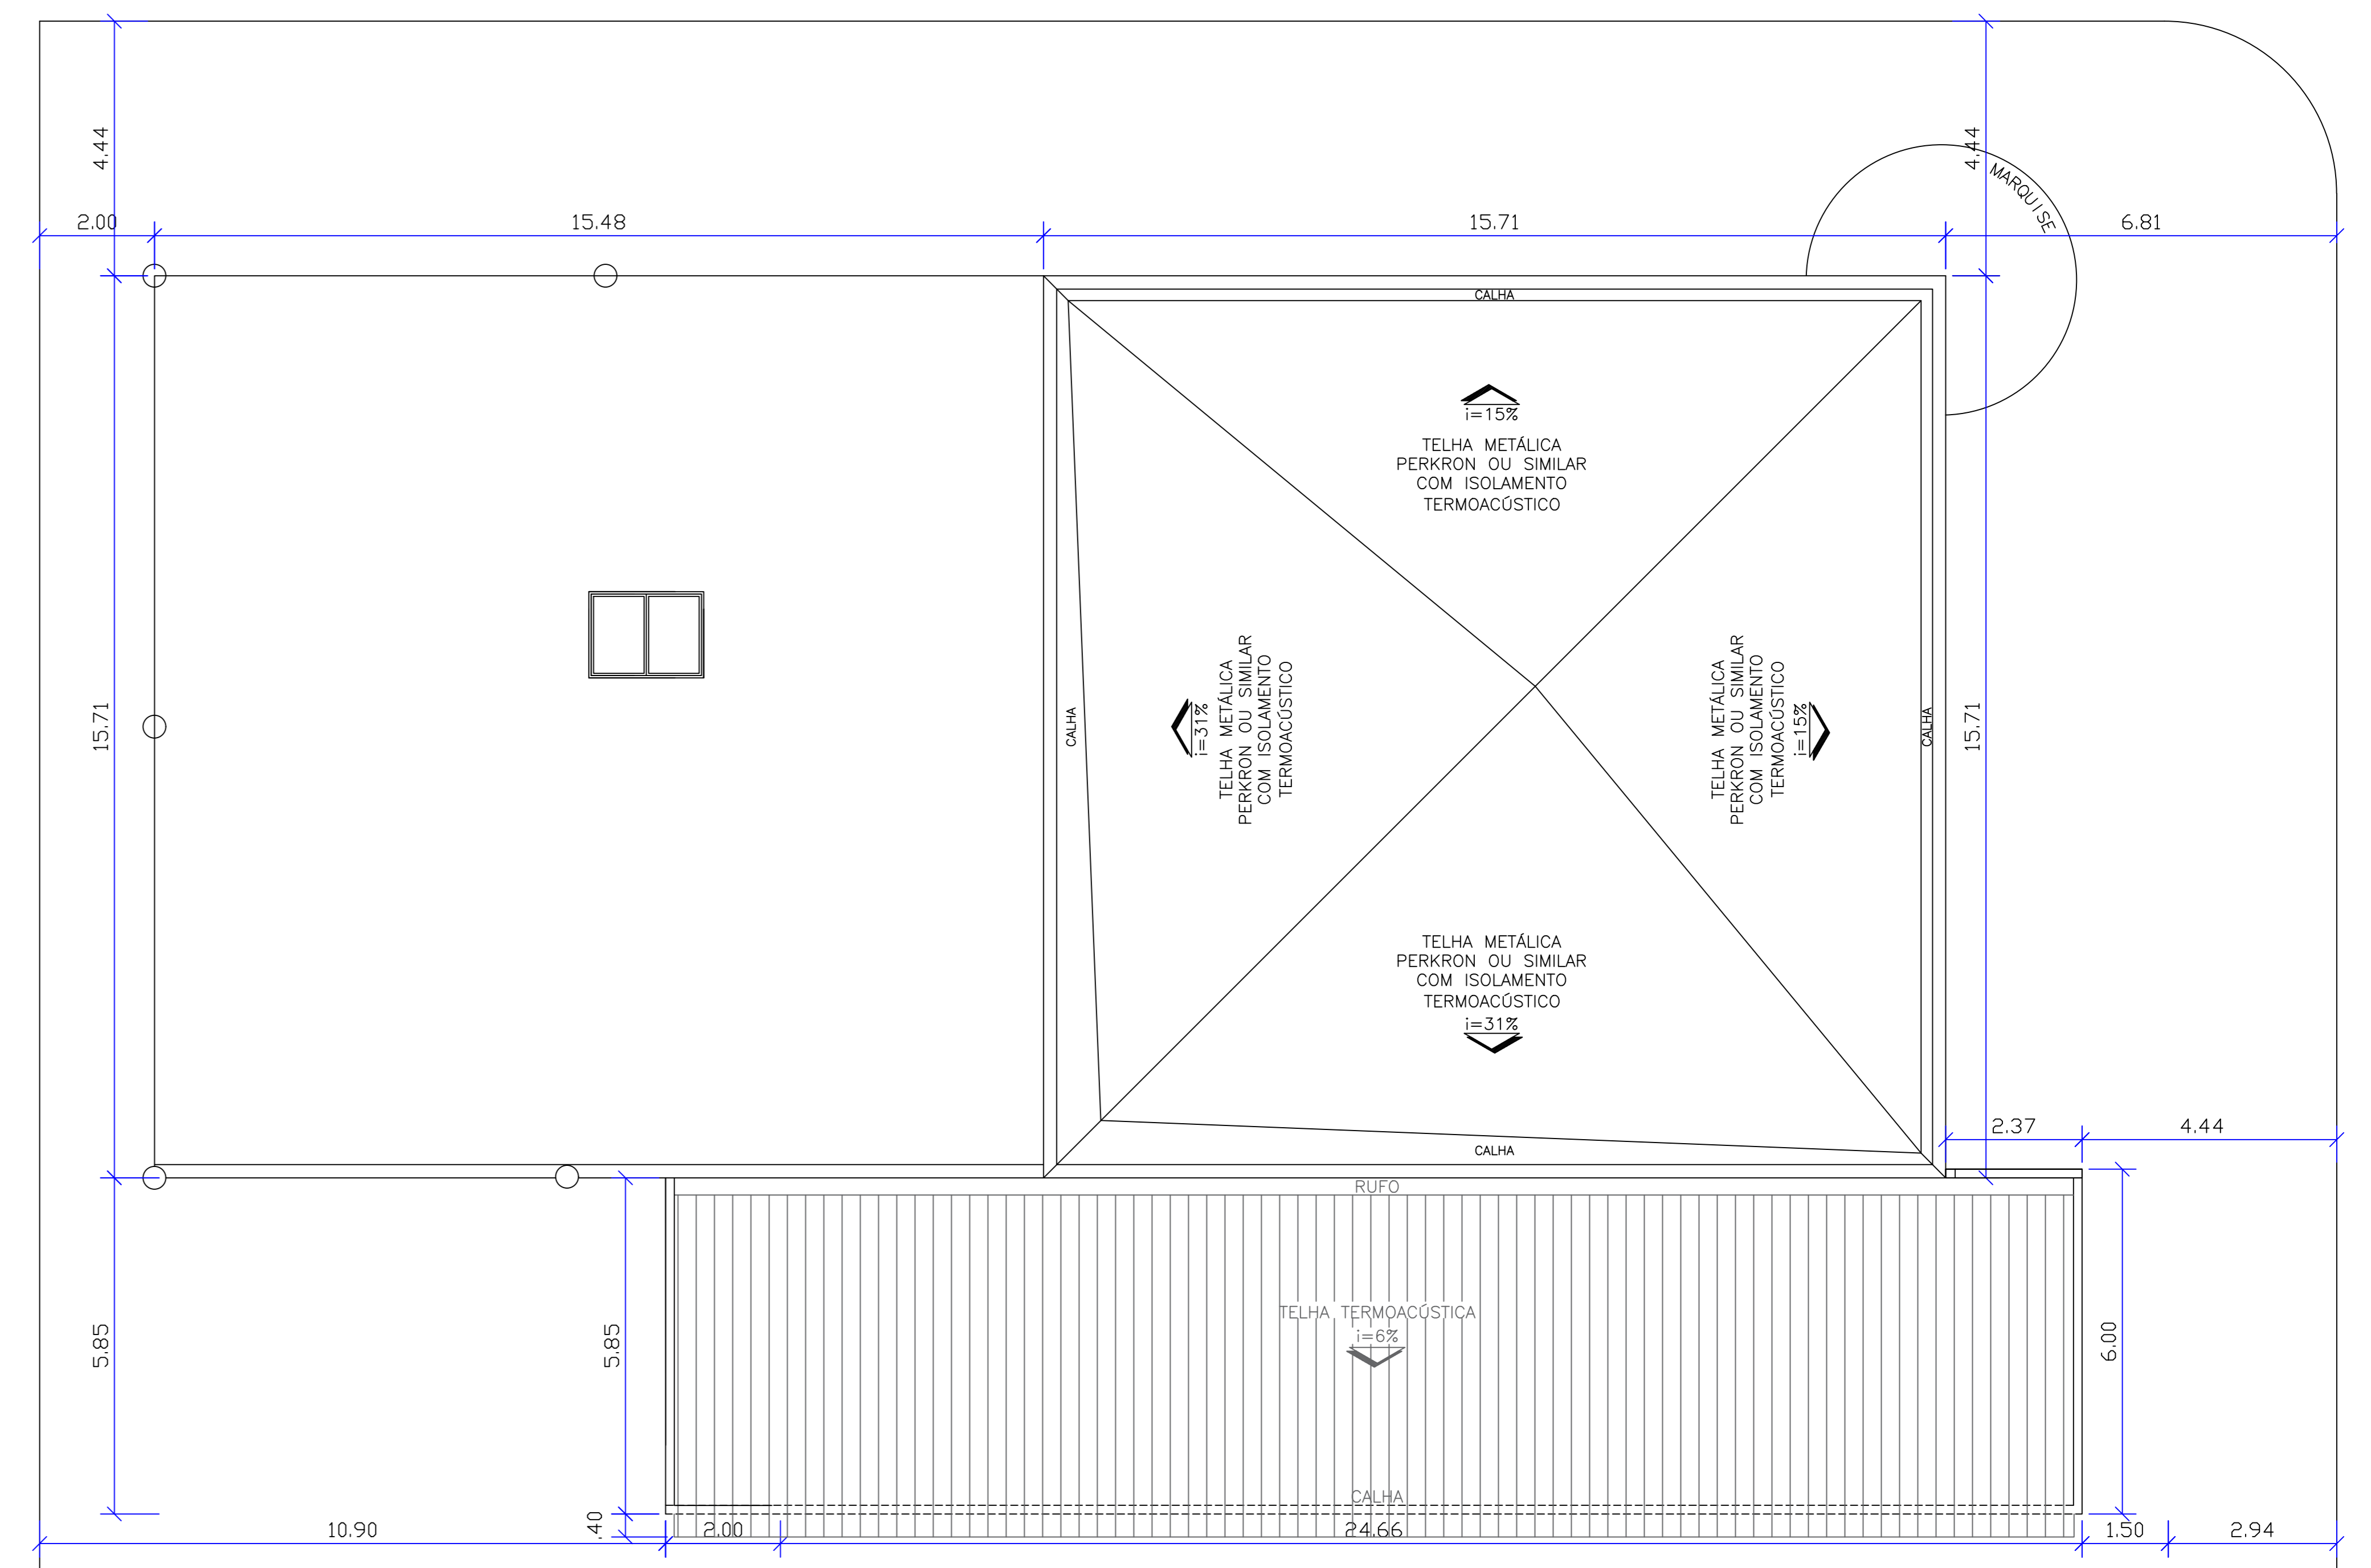 4.44
4.44
MARQUISE
2.00
15.48
15.71
6.81
CALHA
i=15%
TELHA METÁLICA
PERKRON OU SIMILAR
COM ISOLAMENTO
TERMOACÚSTICO
15.71
CALHA
i=31%
TELHA METÁLICA
PERKRON OU SIMILAR
COM ISOLAMENTO
TERMOACÚSTICO
TELHA METÁLICA
PERKRON OU SIMILAR
COM ISOLAMENTO
TERMOACÚSTICO
i=15%
CALHA
15.71
TELHA METÁLICA
PERKRON OU SIMILAR
COM ISOLAMENTO
TERMOACÚSTICO
i=31%
CALHA
2.37
4.44
RUFO
5.85
5.85
TELHA TERMOACÚSTICA
i=6%
6.00
CALHA
10.90
.40
2.00
24.66
1.50
2.94